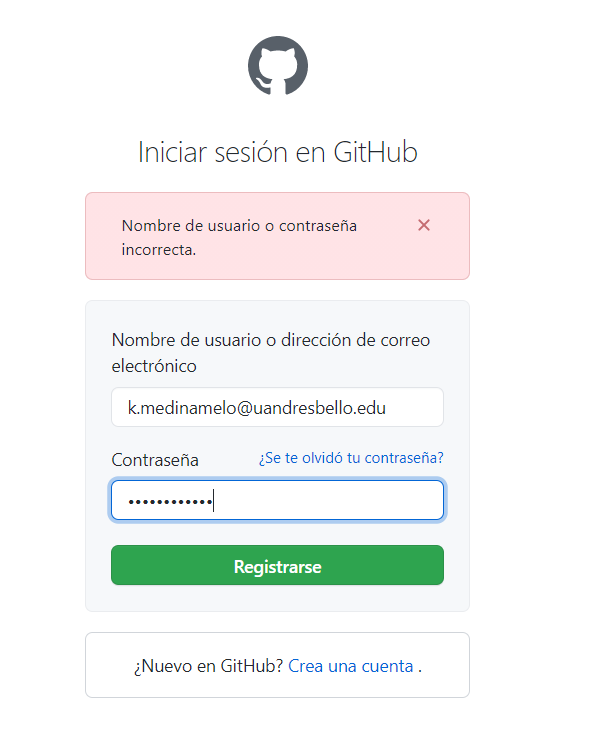 Iniciar sesión en GitHub
Nombre de usuario o contraseña
incorrecta.
Nombre de usuario o dirección de correo
electrónico
k.medinamelo@uandresbello.edu
Contraseña ¿Se te olvidó tu contraseña?
••••••••••••
Registrarse
¿Nuevo en GitHub? Crea una cuenta .